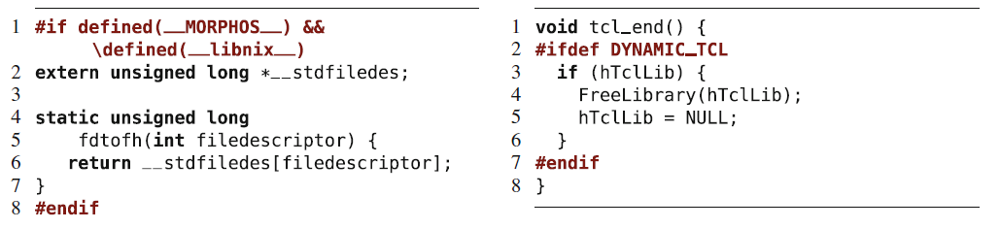 1 #if defined(__MORPHOS__) &&
\defined(__libnix__)
2 extern unsigned long *__stdfiledes;
3
4 static unsigned long
5 fdtofh(int filedescriptor) {
6 return __stdfiledes[filedescriptor];
7 }
8 #endif
1 void tcl_end() {
2 #ifdef DYNAMIC_TCL
3 if (hTclLib) {
4 FreeLibrary(hTclLib);
5 hTclLib = NULL;
6 }
7 #endif
8 }